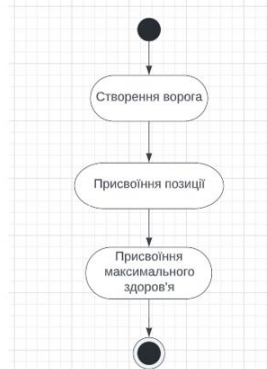 Створення ворога
Присвоїння позиції
Присвоїння
максимального
здоров'я